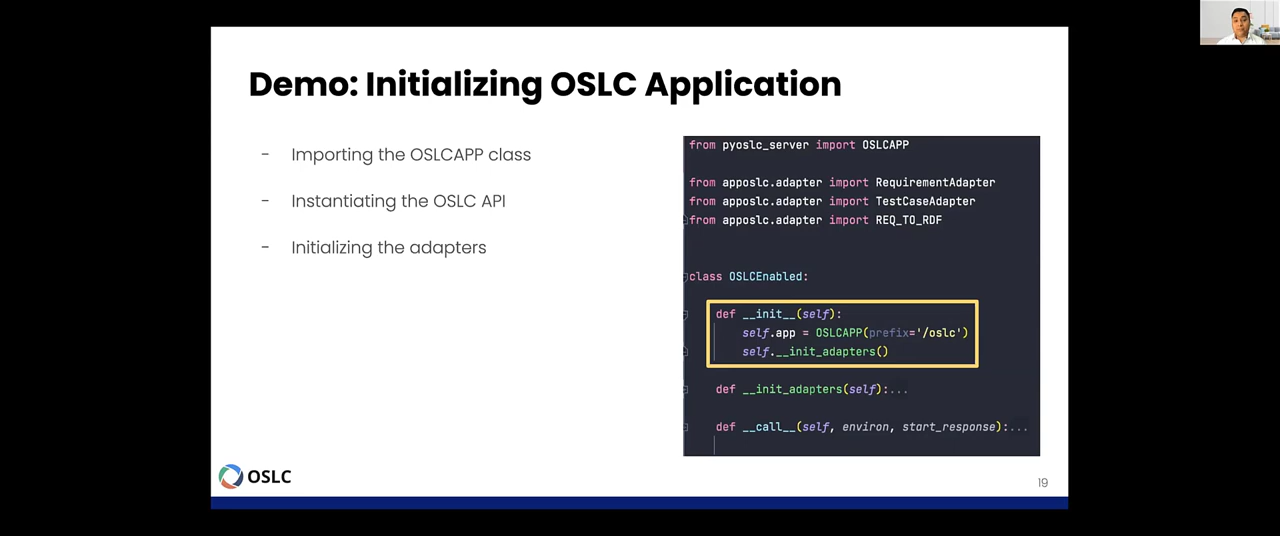 Demo: Initializing OSLC Application
- Importing the OSLCAPP class
- Instantiating the OSLC API
- Initializing the adapters
from pyoslc_server import OSLCAPP
from apposlc.adapter import RequirementAdapter
from apposlc.adapter import TestCaseAdapter
from apposlc.adapter import REQ_TO_RDF
class OSLCEnabled:
def __init__(self):
self.app = OSLCAPP(prefix='/oslc')
self.__init_adapters()
def __init_adapters(self):...
def __call__(self, environ, start_response):...
OSLC
19